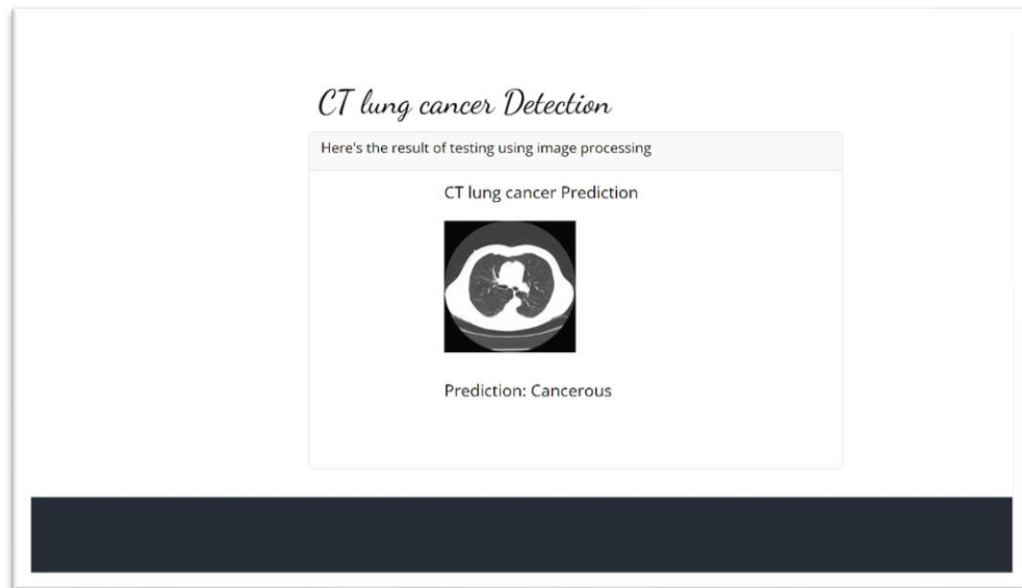 CT lung cancer Detection
Here's the result of testing using image processing
CT lung cancer Prediction
Prediction: Cancerous